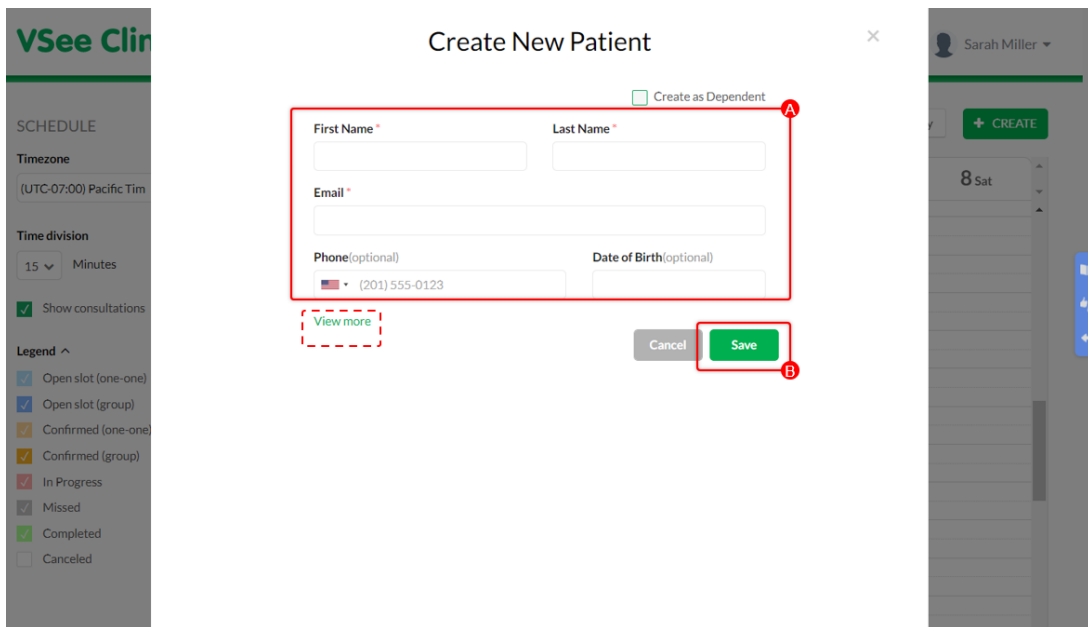 VSee Clin
Create New Patient
×
Sarah Miller
Create as Dependent
A
SCHEDULE
First Name *
Last Name *
y
+ CREATE
Timezone
8 Sat
(UTC-07:00) Pacific Tim
Email *
Time division
15 Minutes
Phone(optional)
Date of Birth(optional)
(201) 555-0123
Show consultations
View more
Cancel
Save
Legend
B
Open slot (one-one)
Open slot (group)
Confirmed (one-one)
Confirmed (group)
In Progress
Missed
Completed
Canceled